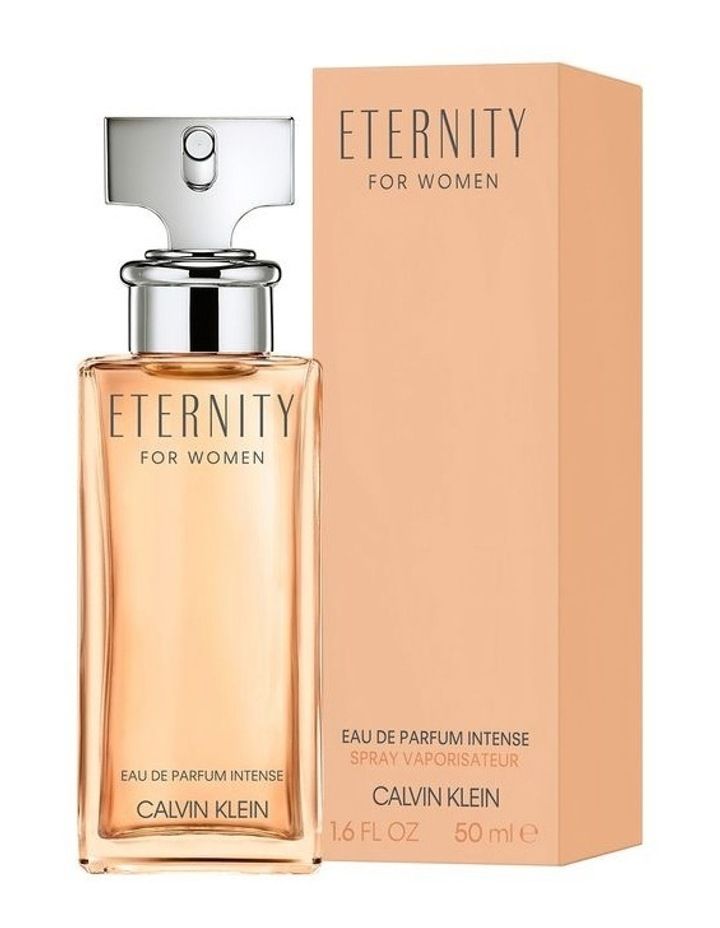 ETERNITY
FOR WOMEN
EAU DE PARFUM INTENSE
CALVIN KLEIN
ETERNITY
FOR WOMEN
EAU DE PARFUM INTENSE
SPRAY VAPORISATEUR
CALVIN KLEIN
1.6 FL OZ 50 ml ℮